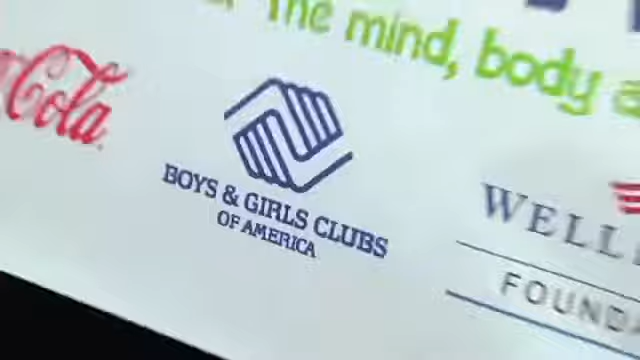 The mind, body
Cola
BOYS & GIRLS CLUBS
OF AMERICA
WELL
FOUND